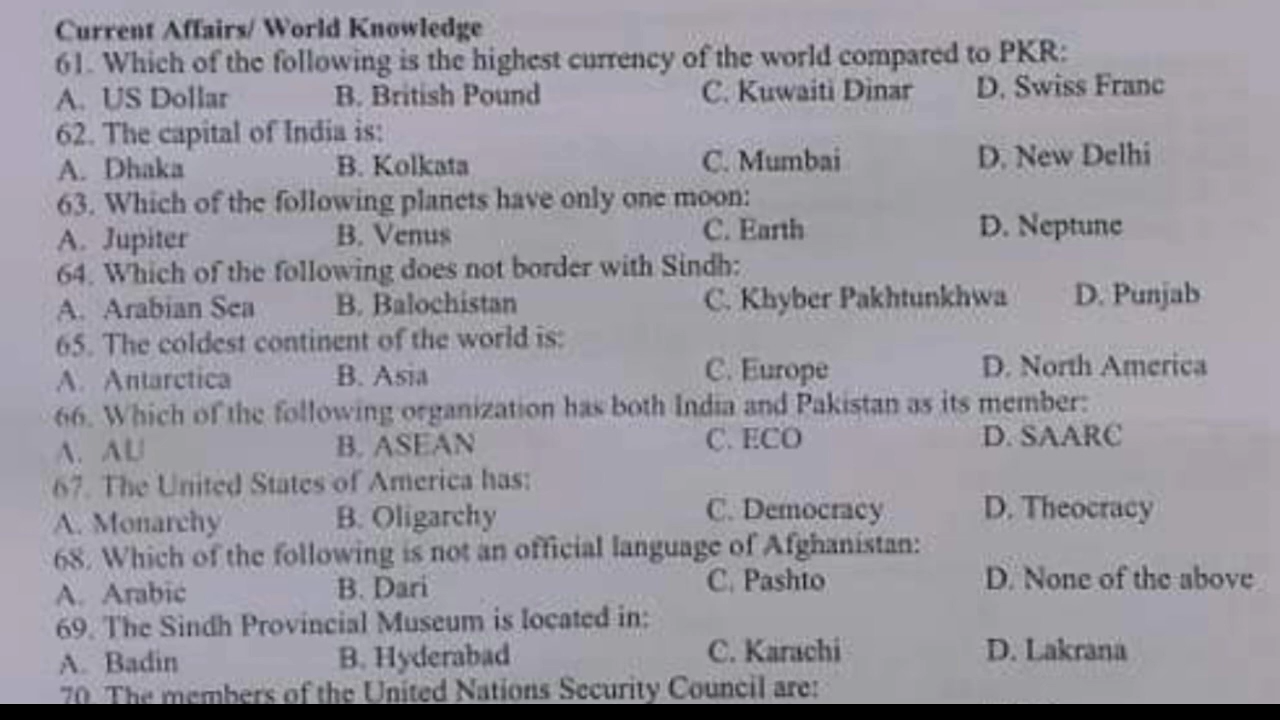 Current Affairs/ World Knowledge
61. Which of the following is the highest currency of the world compared to PKR:
A. US Dollar B. British Pound C. Kuwaiti Dinar D. Swiss Franc
62. The capital of India is:
A. Dhaka B. Kolkata C. Mumbai D. New Delhi
63. Which of the following planets have only one moon:
A. Jupiter B. Venus C. Earth D. Neptune
64. Which of the following does not border with Sindh:
A. Arabian Sea B. Balochistan C. Khyber Pakhtunkhwa D. Punjab
65. The coldest continent of the world is:
A. Antarctica B. Asia C. Europe D. North America
66. Which of the following organization has both India and Pakistan as its member:
A. AU B. ASEAN C. ECO D. SAARC
67. The United States of America has:
A. Monarchy B. Oligarchy C. Democracy D. Theocracy
68. Which of the following is not an official language of Afghanistan:
A. Arabic B. Dari C. Pashto D. None of the above
69. The Sindh Provincial Museum is located in:
A. Badin B. Hyderabad C. Karachi D. Lakrana
70. The members of the United Nations Security Council are: